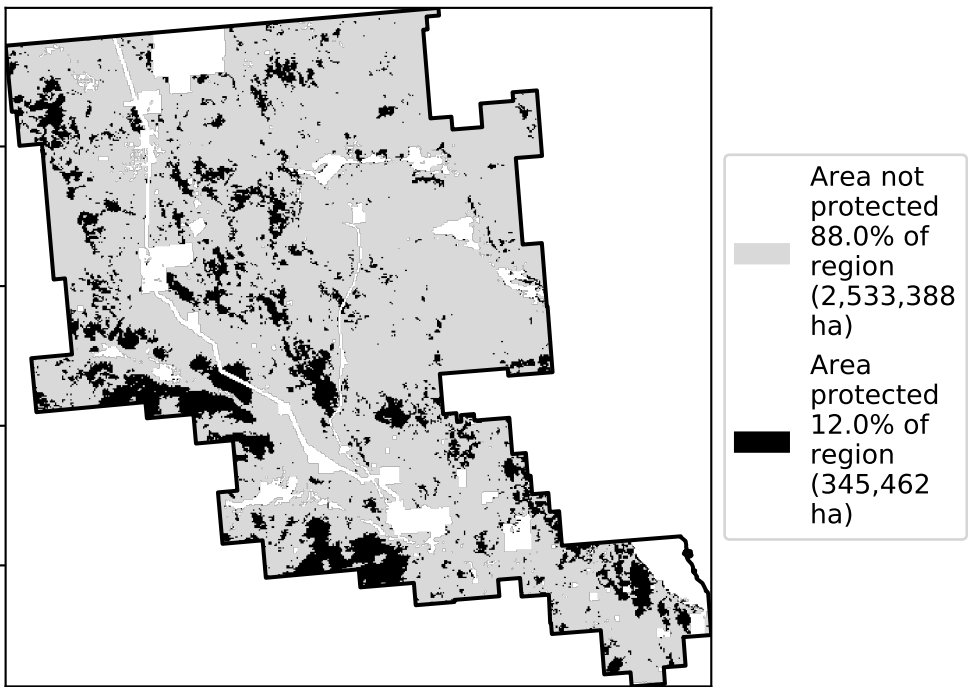 Area not
protected
88.0% of
region
(2,533,388
ha)
Area
protected
12.0% of
region
(345,462
ha)